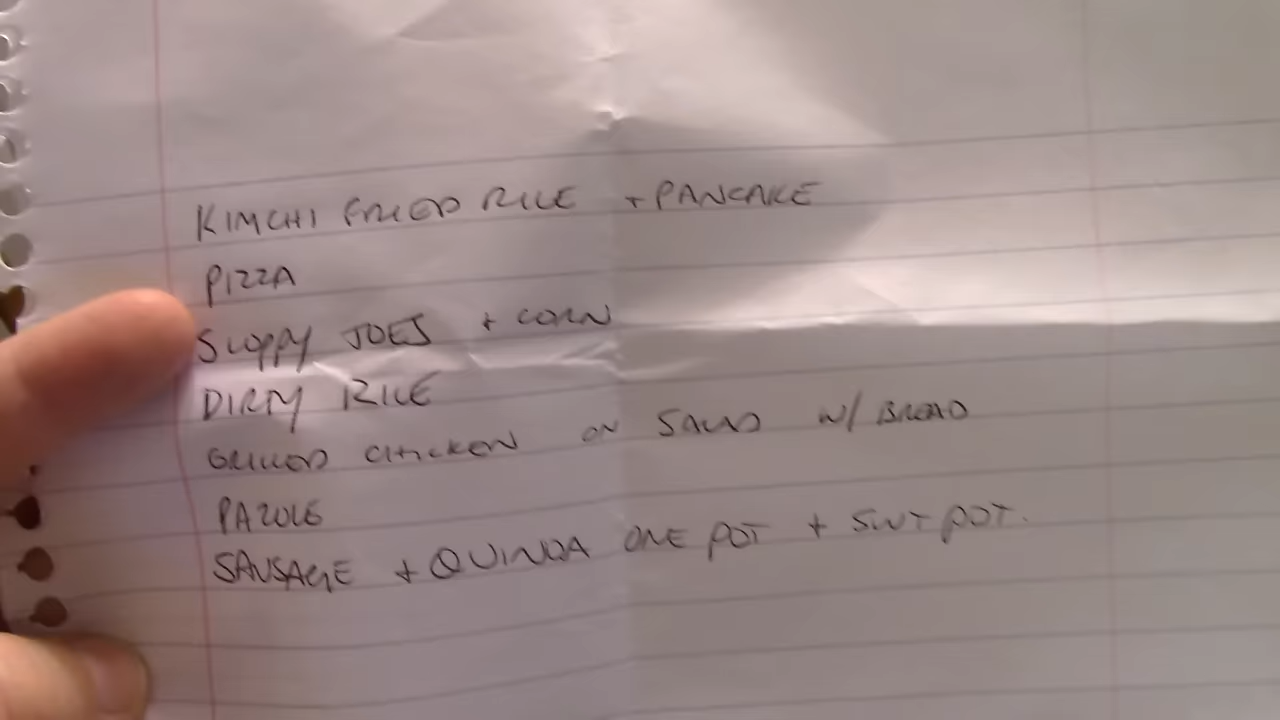 KIMCHI FRIED RICE + PANCAKE
PIZZA
SLOPPY JOES + CORN
DIRTY RICE
GRILLED CHICKEN ON SALAD W/ BREAD
PAZOLE
SAUSAGE + QUINOA ONE POT + SWT POT.